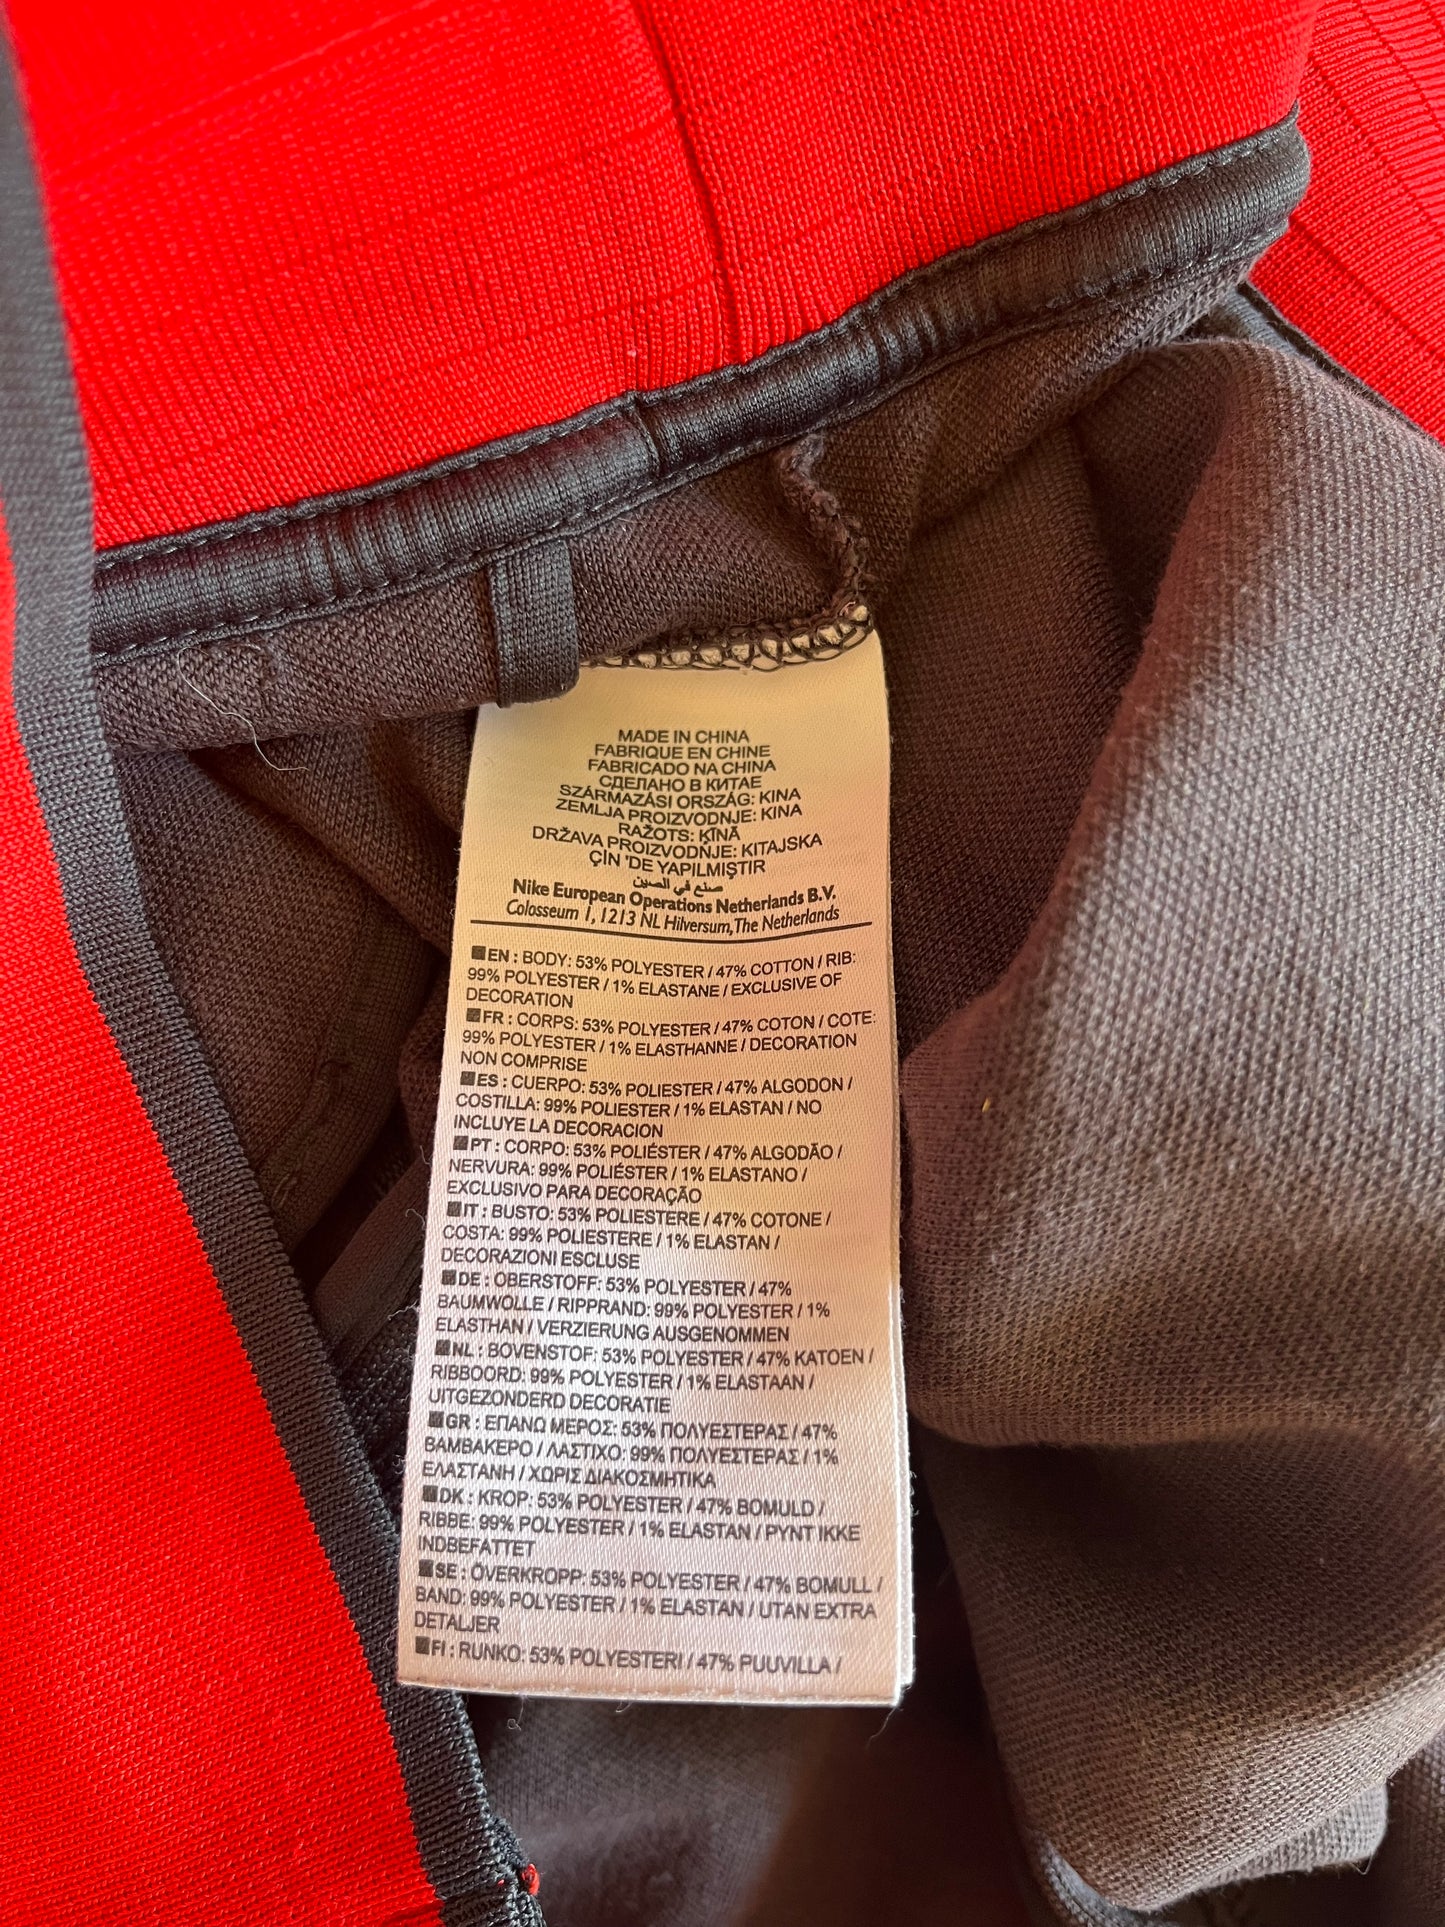 MADE IN CHINA
FABRIQUE EN CHINE
FABRICADO NA CHINA
СДЕЛАНО В КИТАЕ
SZÁRMAZÁSI ORSZÁG: KINA
ZEMLJA PROIZVODNJE: KINA
RAŽOTS: ĶĪNĀ
DRŽAVA PROIZVODNJE: KITAJSKA
ÇİN 'DE YAPILMIŞTIR
صنع في الصين
Nike European Operations Netherlands B.V.
Colosseum 1, 1213 NL Hilversum, The Netherlands
EN : BODY: 53% POLYESTER / 47% COTTON / RIB:
99% POLYESTER / 1% ELASTANE / EXCLUSIVE OF
DECORATION
FR : CORPS: 53% POLYESTER / 47% COTON / COTE:
99% POLYESTER / 1% ELASTHANNE / DECORATION
NON COMPRISE
ES : CUERPO: 53% POLIESTER / 47% ALGODON /
COSTILLA: 99% POLIESTER / 1% ELASTAN / NO
INCLUYE LA DECORACION
PT : CORPO: 53% POLIÉSTER / 47% ALGODÃO /
NERVURA: 99% POLIÉSTER / 1% ELASTANO /
EXCLUSIVO PARA DECORAÇÃO
IT : BUSTO: 53% POLIESTERE / 47% COTONE /
COSTA: 99% POLIESTERE / 1% ELASTAN /
DECORAZIONI ESCLUSE
DE : OBERSTOFF: 53% POLYESTER / 47%
BAUMWOLLE / RIPPRAND: 99% POLYESTER / 1%
ELASTHAN / VERZIERUNG AUSGENOMMEN
NL : BOVENSTOF: 53% POLYESTER / 47% KATOEN /
RIBBOORD: 99% POLYESTER / 1% ELASTAAN /
UITGEZONDERD DECORATIE
GR : ΕΠΑΝΩ ΜΕΡΟΣ: 53% ΠΟΛΥΕΣΤΕΡΑΣ / 47%
ΒΑΜΒΑΚΕΡΟ / ΛΑΣΤΙΧΟ: 99% ΠΟΛΥΕΣΤΕΡΑΣ / 1%
ΕΛΑΣΤΑΝΗ / ΧΩΡΙΣ ΔΙΑΚΟΣΜΗΤΙΚΑ
DK : KROP: 53% POLYESTER / 47% BOMULD /
RIBBE: 99% POLYESTER / 1% ELASTAN / PYNT IKKE
INDBEFATTET
SE : ÖVERKROPP: 53% POLYESTER / 47% BOMULL /
BAND: 99% POLYESTER / 1% ELASTAN / UTAN EXTRA
DETALJER
FI : RUNKO: 53% POLYESTERI / 47% PUUVILLA /